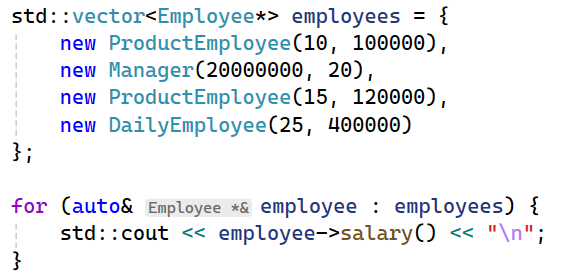 std::vector<Employee*> employees = {
    new ProductEmployee(10, 100000),
    new Manager(20000000, 20),
    new ProductEmployee(15, 120000),
    new DailyEmployee(25, 400000)
};

for (auto& Employee *& employee : employees) {
    std::cout << employee->salary() << "\n";
}